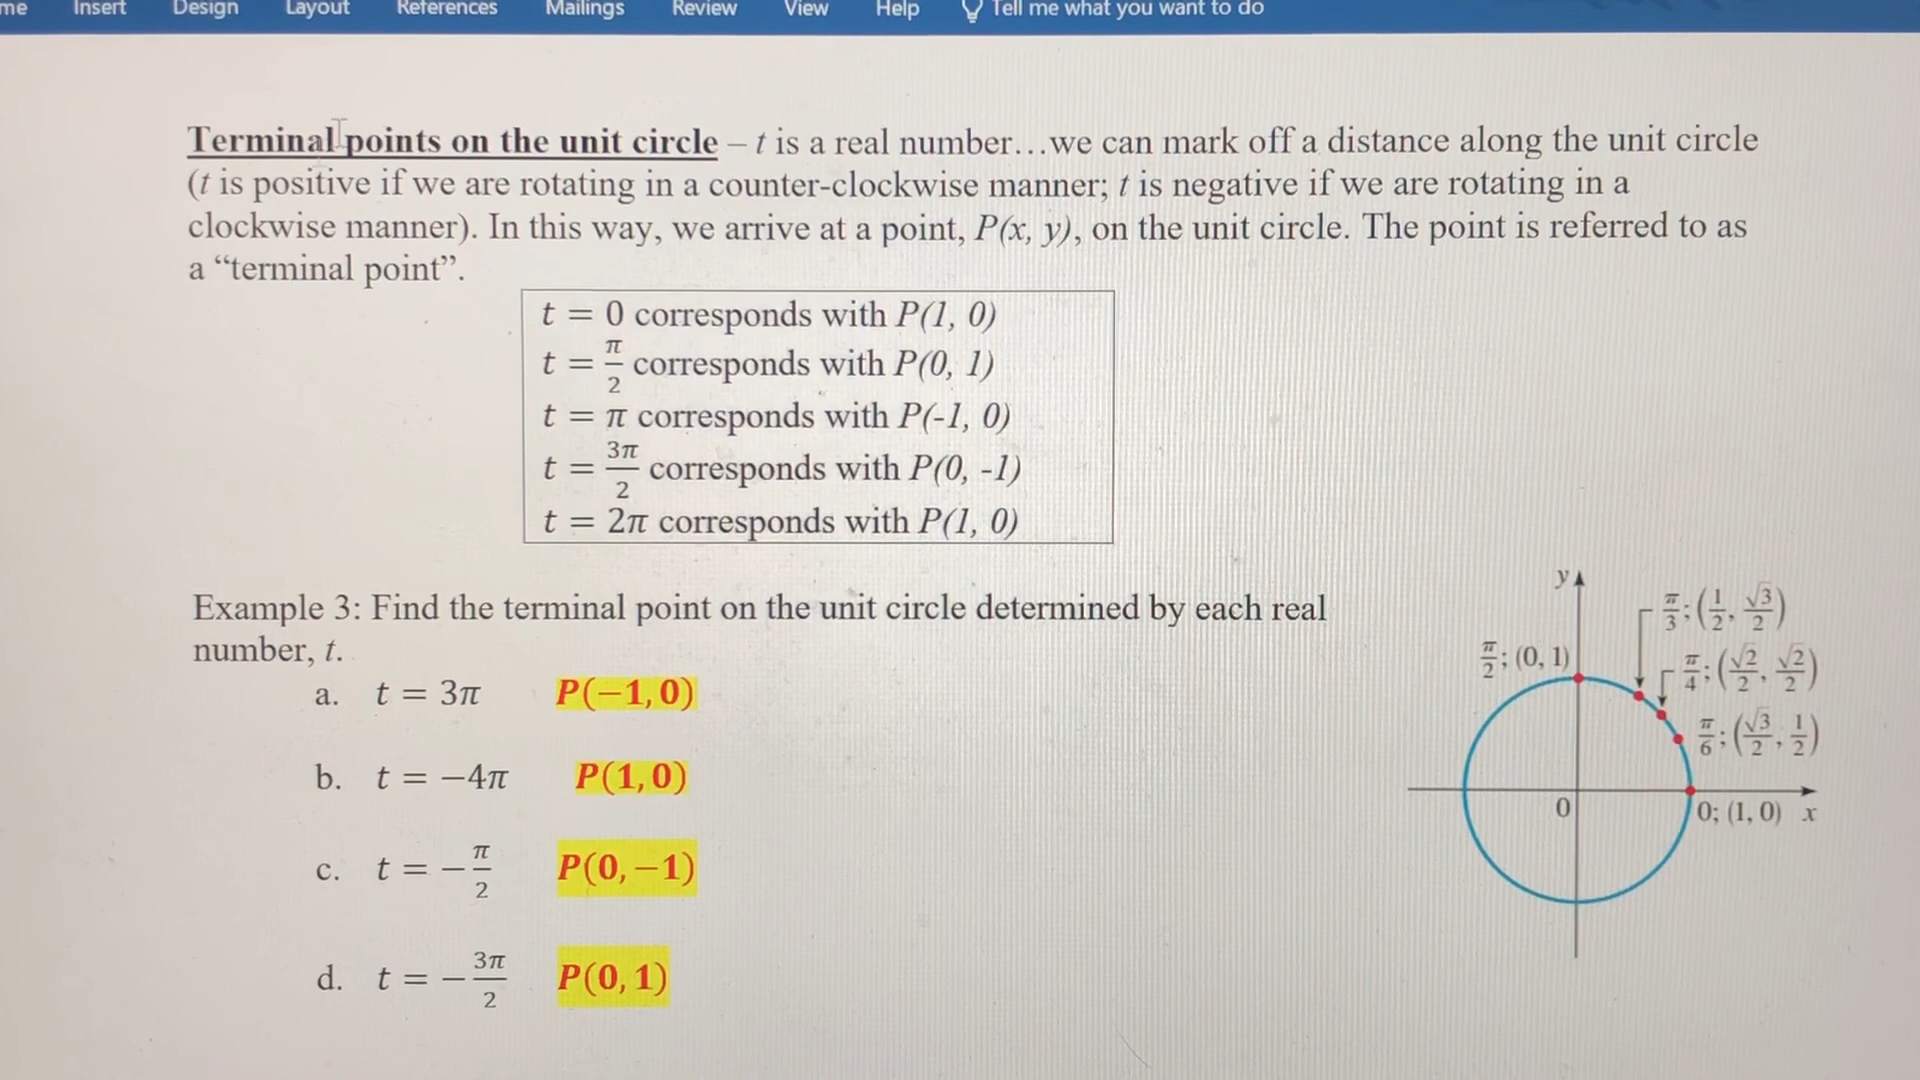 me Insert Design Layout References Mailings Review View Help Tell me what you want to do
Terminal points on the unit circle – t is a real number…we can mark off a distance along the unit circle
(t is positive if we are rotating in a counter-clockwise manner; t is negative if we are rotating in a
clockwise manner). In this way, we arrive at a point, P(x, y), on the unit circle. The point is referred to as
a “terminal point”.
t = 0 corresponds with P(1, 0)
t = π/2 corresponds with P(0, 1)
t = π corresponds with P(-1, 0)
t = 3π/2 corresponds with P(0, -1)
t = 2π corresponds with P(1, 0)
Example 3: Find the terminal point on the unit circle determined by each real
number, t.
a. t = 3π P(−1, 0)
b. t = −4π P(1, 0)
c. t = −π/2 P(0, −1)
d. t = −3π/2 P(0, 1)
y
π/3; (1/2, √3/2)
π/2; (0, 1)
π/4; (√2/2, √2/2)
π/6; (√3/2, 1/2)
0
0; (1, 0) x